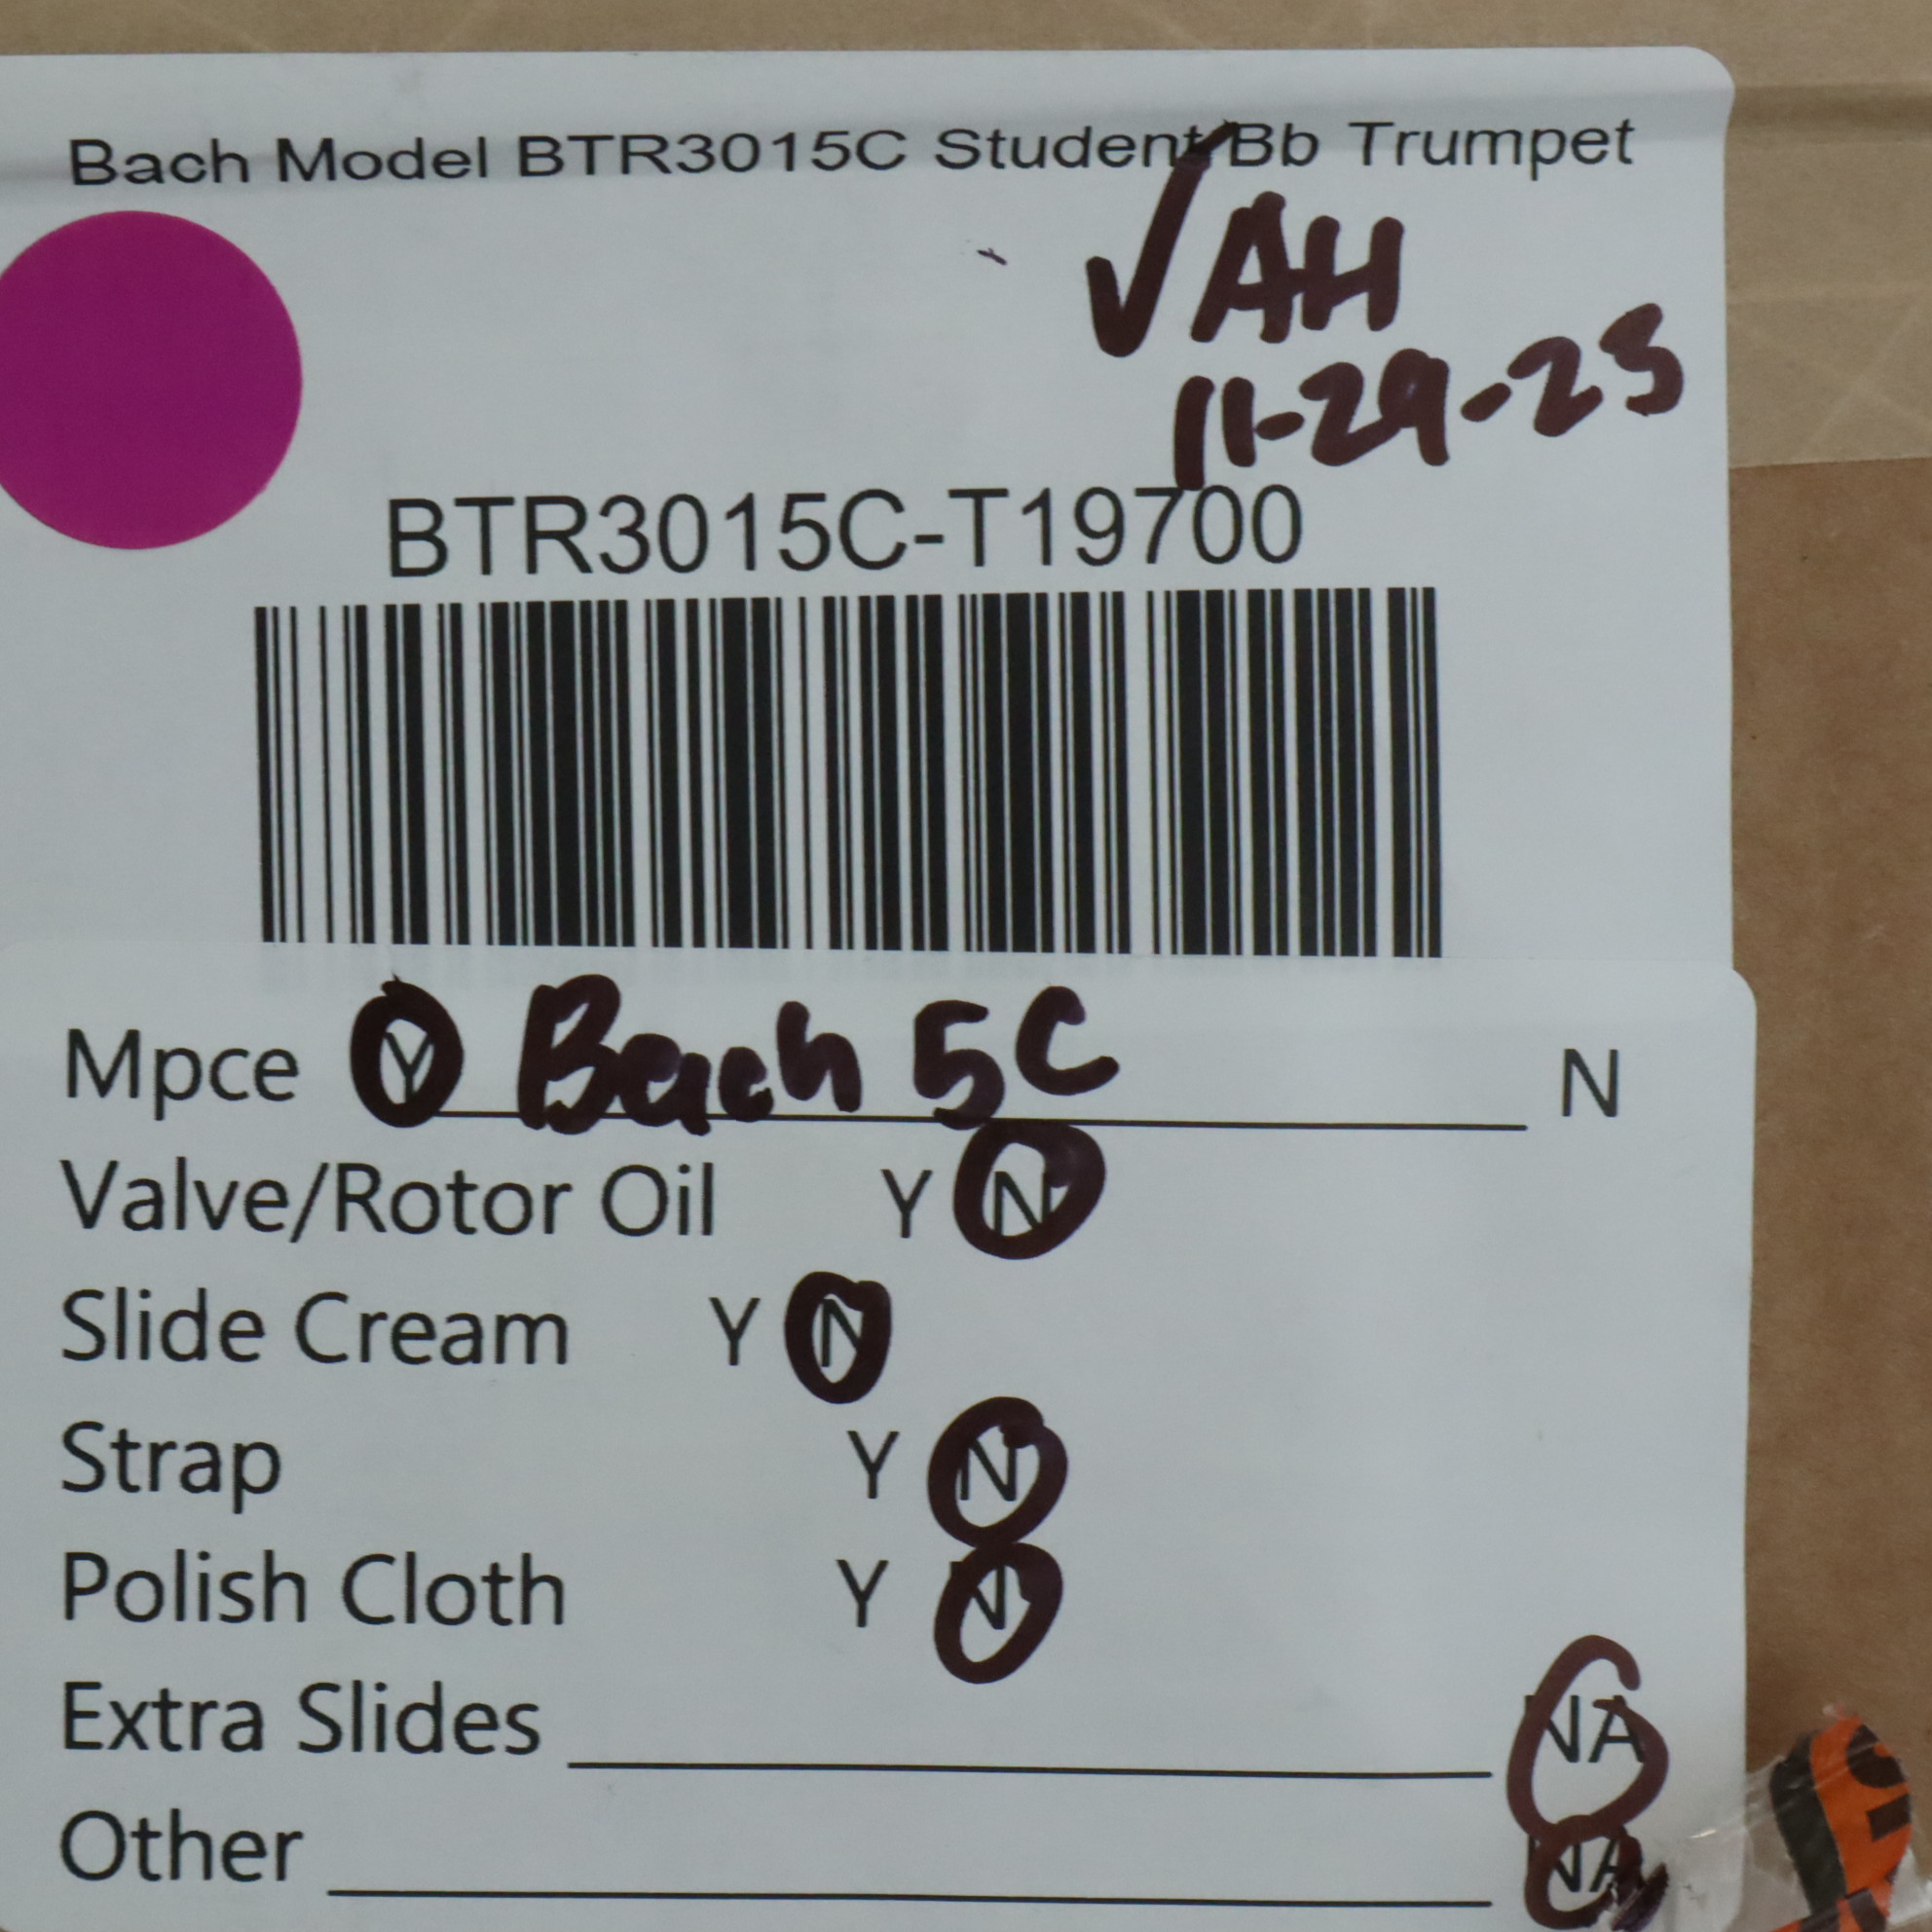 Bach Model BTR3015C Student Bb Trumpet
✓AH
11-29-23
BTR3015C-T19700
Mpce Y Bach 5C N
Valve/Rotor Oil Y N
Slide Cream Y N
Strap Y N
Polish Cloth Y N
Extra Slides NA
Other NA